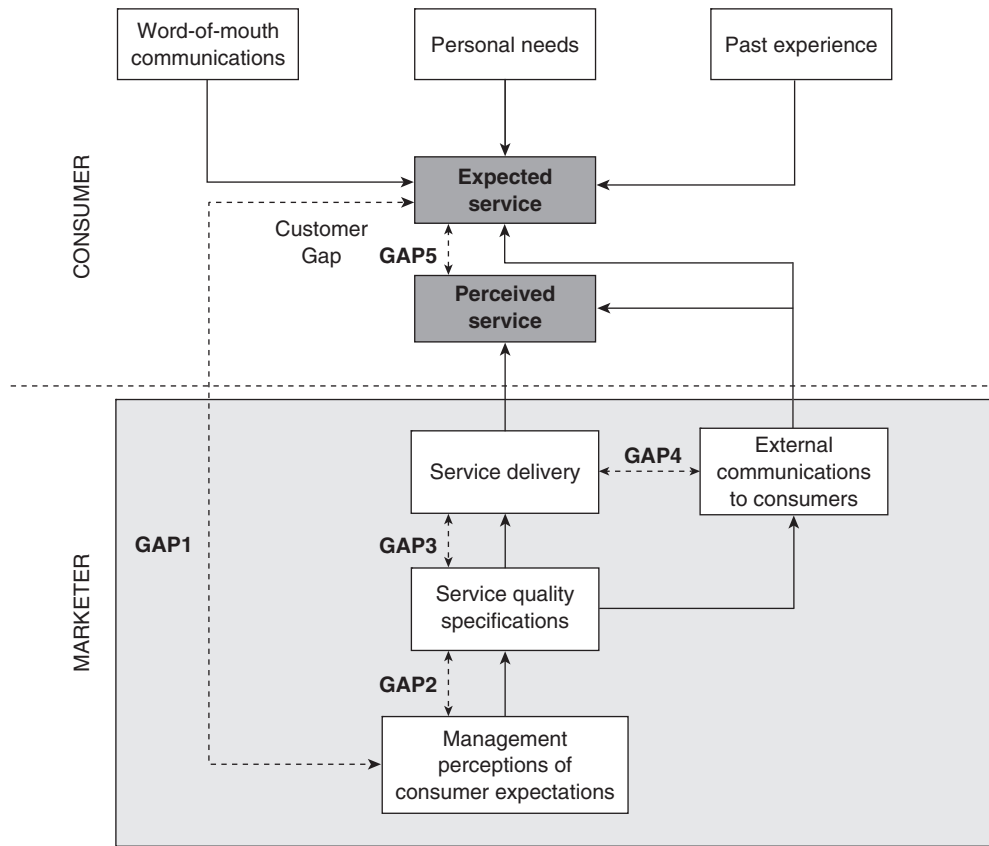 Word-of-mouth
communications
Personal needs
Past experience
CONSUMER
Expected
service
Customer
Gap
GAP5
Perceived
service
MARKETER
Service delivery
GAP4
External
communications
to consumers
GAP1
GAP3
Service quality
specifications
GAP2
Management
perceptions of
consumer expectations